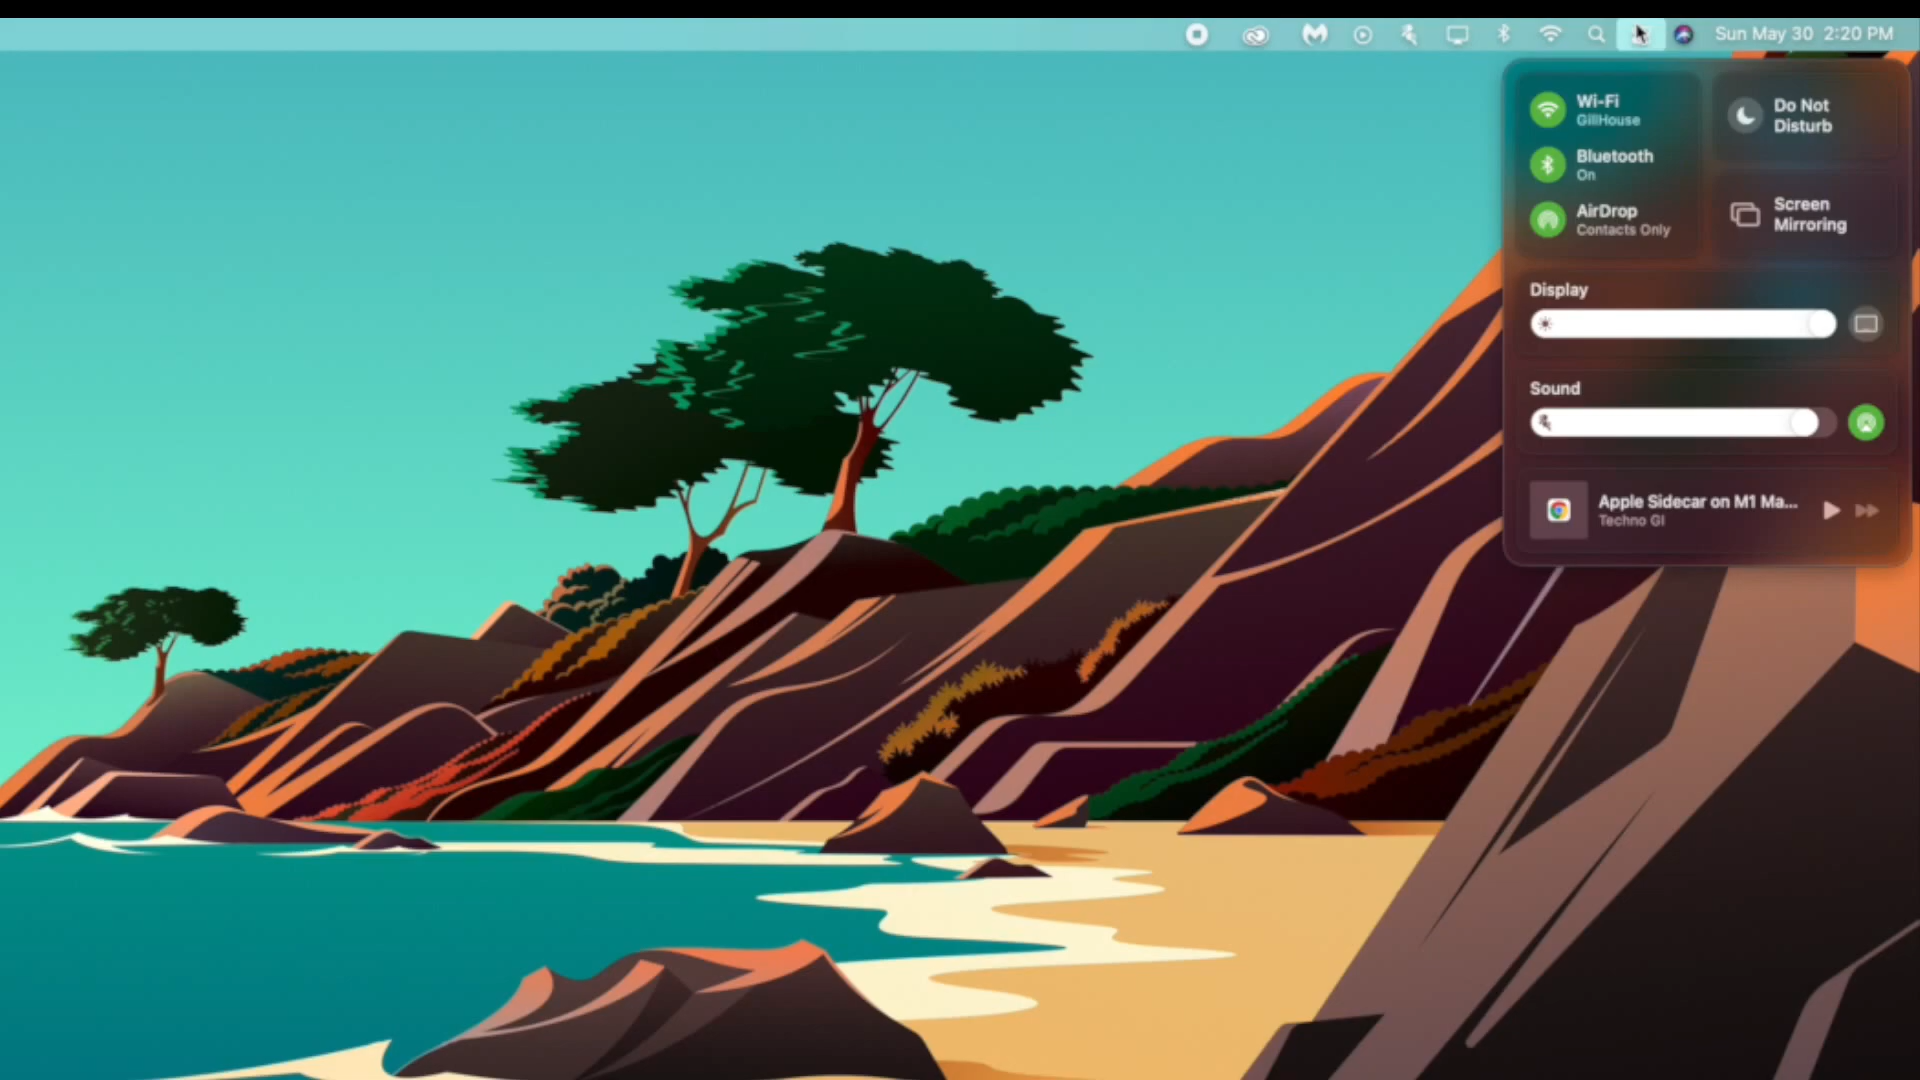 Sun May 30 2:20 PM
Wi-Fi
GillHouse
Bluetooth
On
AirDrop
Contacts Only
Do Not
Disturb
Screen
Mirroring
Display
Sound
Apple Sidecar on M1 Ma...
Techno GI